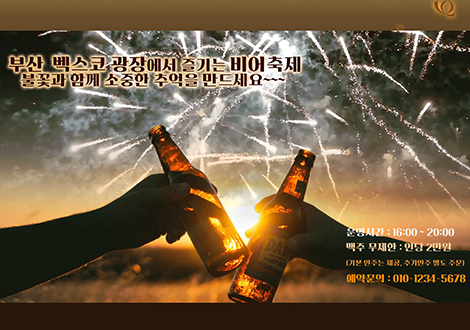 부산 벡스코 광장에서 즐기는 비어축제
불꽃과 함께 소중한 추억을 만드세요~~~
운영시간 : 16:00 ~ 20:00
맥주 무제한 : 인당 2만원
(기본 안주는 제공, 추가안주 별도 주문)
예약문의 : 010-1234-5678